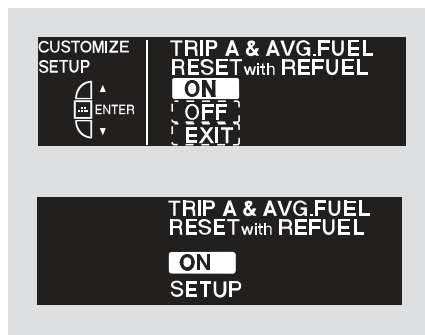 CUSTOMIZE
SETUP
ENTER
TRIP A & AVG.FUEL
RESET with REFUEL
ON
OFF
EXIT
TRIP A & AVG.FUEL
RESET with REFUEL
ON
SETUP